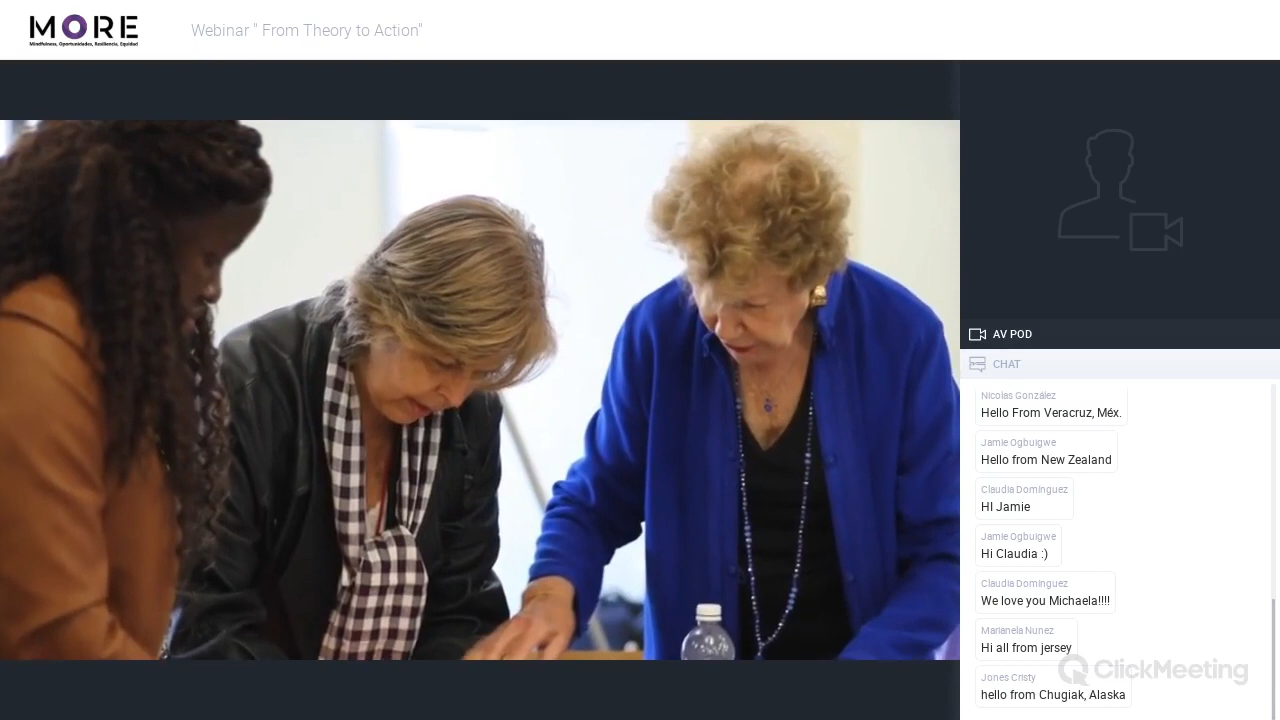 MORE
Mindfulness, Oportunidades, Resiliencia, Equidad
Webinar " From Theory to Action"
AV POD
CHAT
Nicolas González
Hello From Veracruz, Méx.
Jamie Ogbuigwe
Hello from New Zealand
Claudia Domínguez
HI Jamie
Jamie Ogbuigwe
Hi Claudia :)
Claudia Domínguez
We love you Michaela!!!!
Marianela Nunez
Hi all from jersey
Jones Cristy
hello from Chugiak, Alaska
ClickMeeting